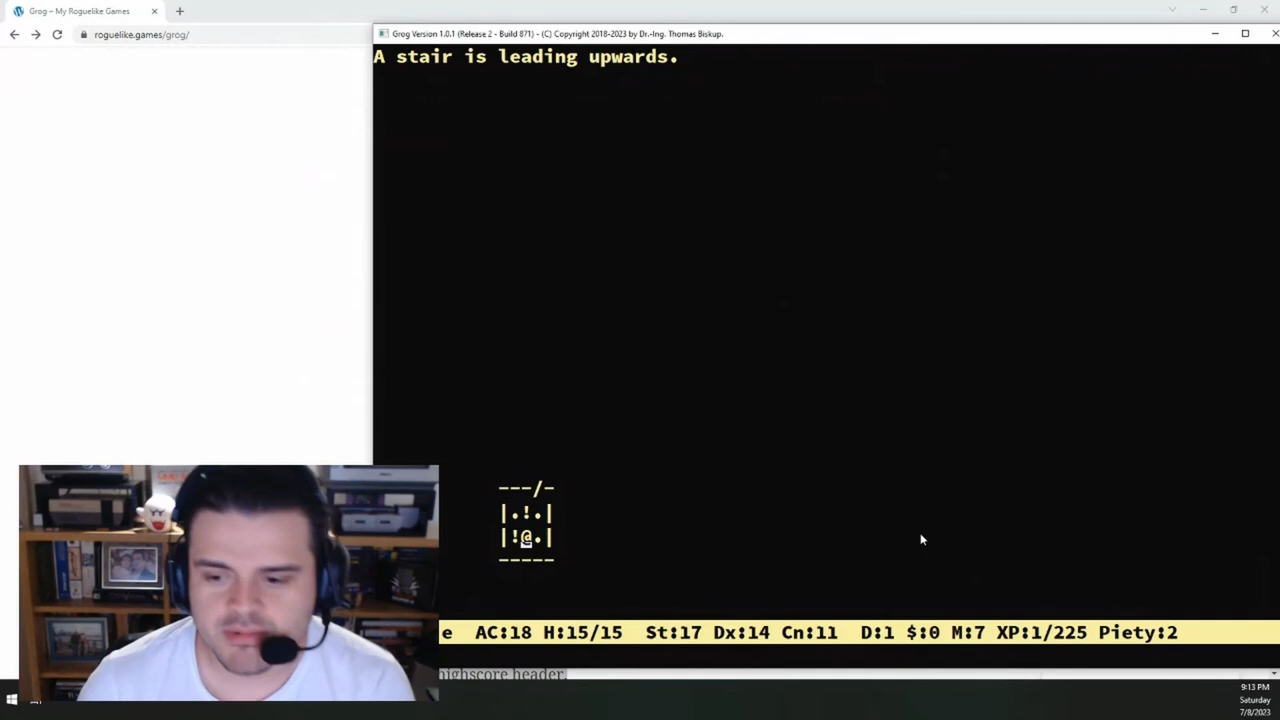 Grog – My Roguelike Games
roguelike.games/grog/
Grog Version 1.0.1 (Release 2 - Build 871) - (C) Copyright 2018-2023 by Dr.-Ing. Thomas Biskup.
A stair is leading upwards.
---/-
|.!.|
|!@.|
-----
e AC:18 H:15/15 St:17 Dx:14 Cn:11 D:1 $:0 M:7 XP:1/225 Piety:2
highscore header.
9:13 PM
Saturday
7/8/2023